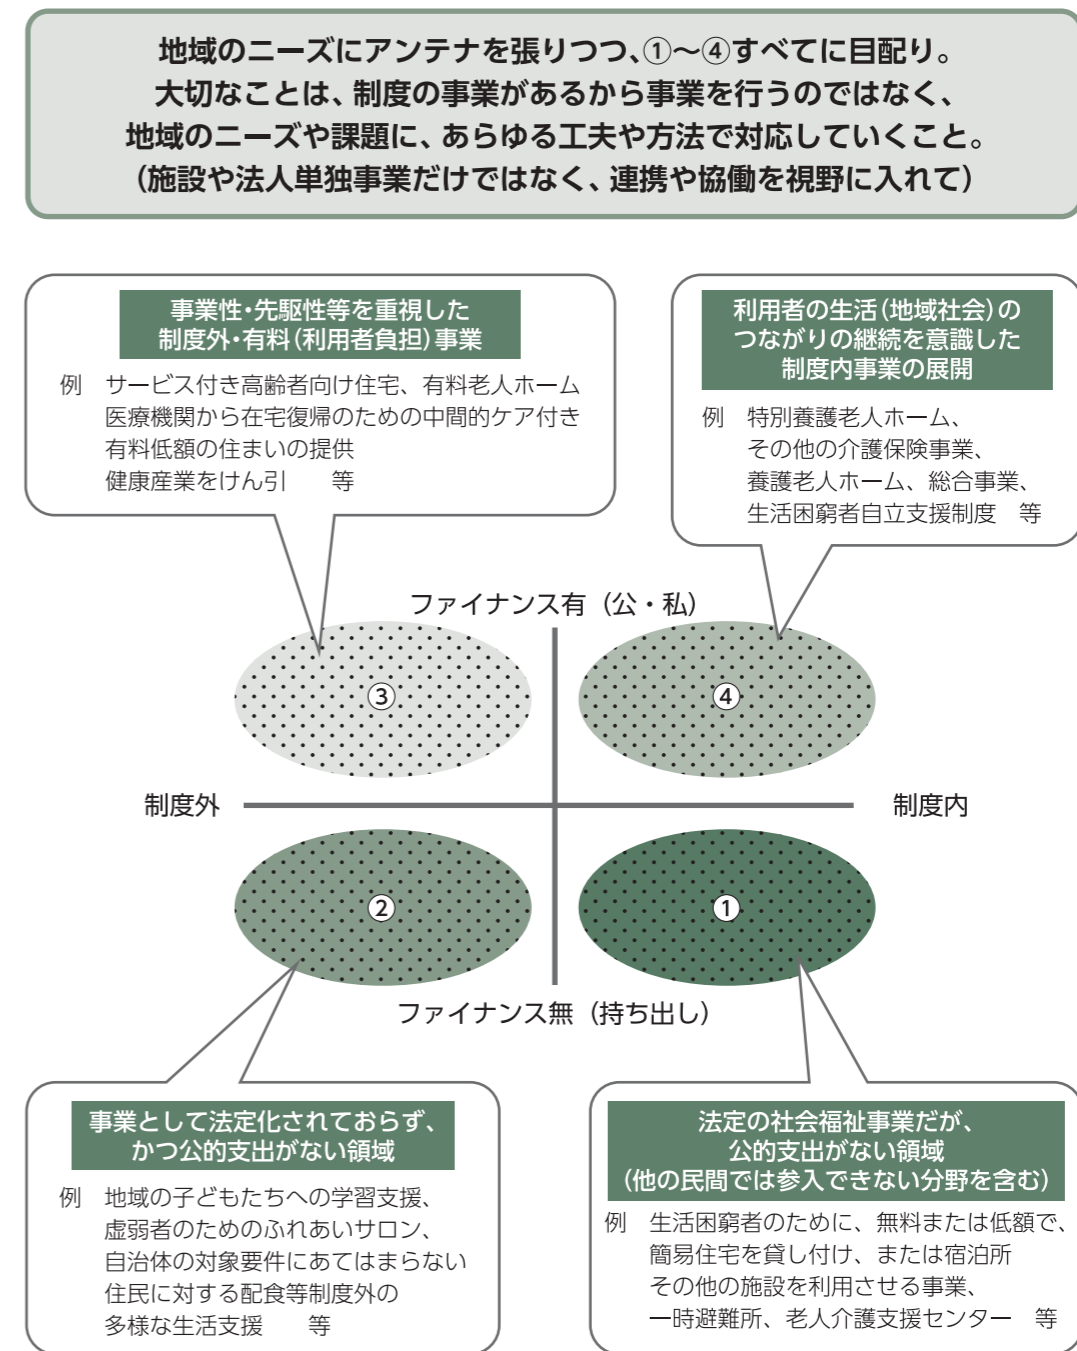 地域のニーズにアンテナを張りつつ、①～④すべてに目配り。
大切なことは、制度の事業があるから事業を行うのではなく、
地域のニーズや課題に、あらゆる工夫や方法で対応していくこと。
（施設や法人単独事業だけではなく、連携や協働を視野に入れて）
事業性・先駆性等を重視した
制度外・有料（利用者負担）事業
例　サービス付き高齢者向け住宅、有料老人ホーム
医療機関から在宅復帰のための中間的ケア付き
有料低額の住まいの提供
健康産業をけん引　等
利用者の生活（地域社会）の
つながりの継続を意識した
制度内事業の展開
例　特別養護老人ホーム、
その他の介護保険事業、
養護老人ホーム、総合事業、
生活困窮者自立支援制度　等
ファイナンス有（公・私）
③
④
制度外
制度内
②
①
ファイナンス無（持ち出し）
事業として法定化されておらず、
かつ公的支出がない領域
例　地域の子どもたちへの学習支援、
虚弱者のためのふれあいサロン、
自治体の対象要件にあてはまらない
住民に対する配食等制度外の
多様な生活支援　等
法定の社会福祉事業だが、
公的支出がない領域
（他の民間では参入できない分野を含む）
例　生活困窮者のために、無料または低額で、
簡易住宅を貸し付け、または宿泊所
その他の施設を利用させる事業、
一時避難所、老人介護支援センター　等